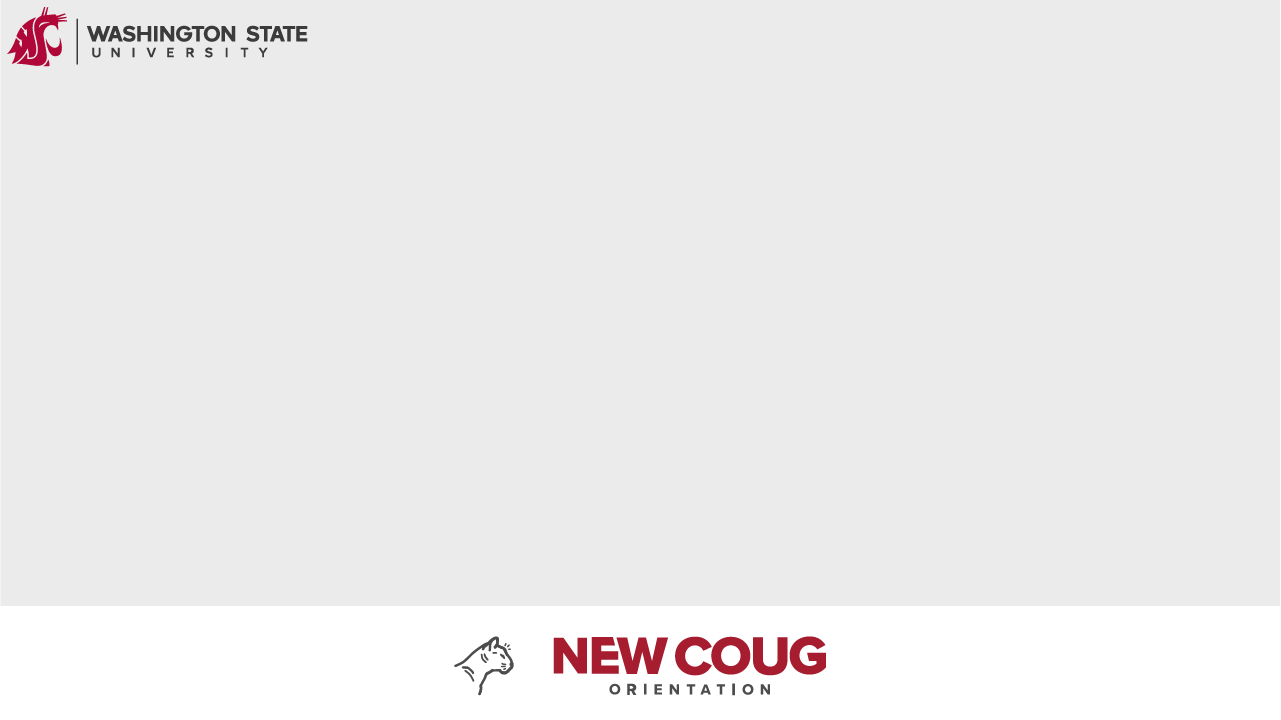 WASHINGTON STATE
UNIVERSITY
NEW COUG
ORIENTATION